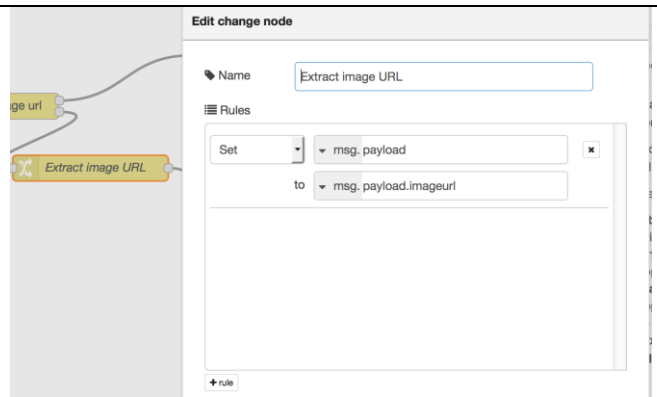 Edit change node
Name
Extract image URL
Rules
ge url
Set
msg. payload
Extract image URL
to
msg. payload.imageurl
+ rule